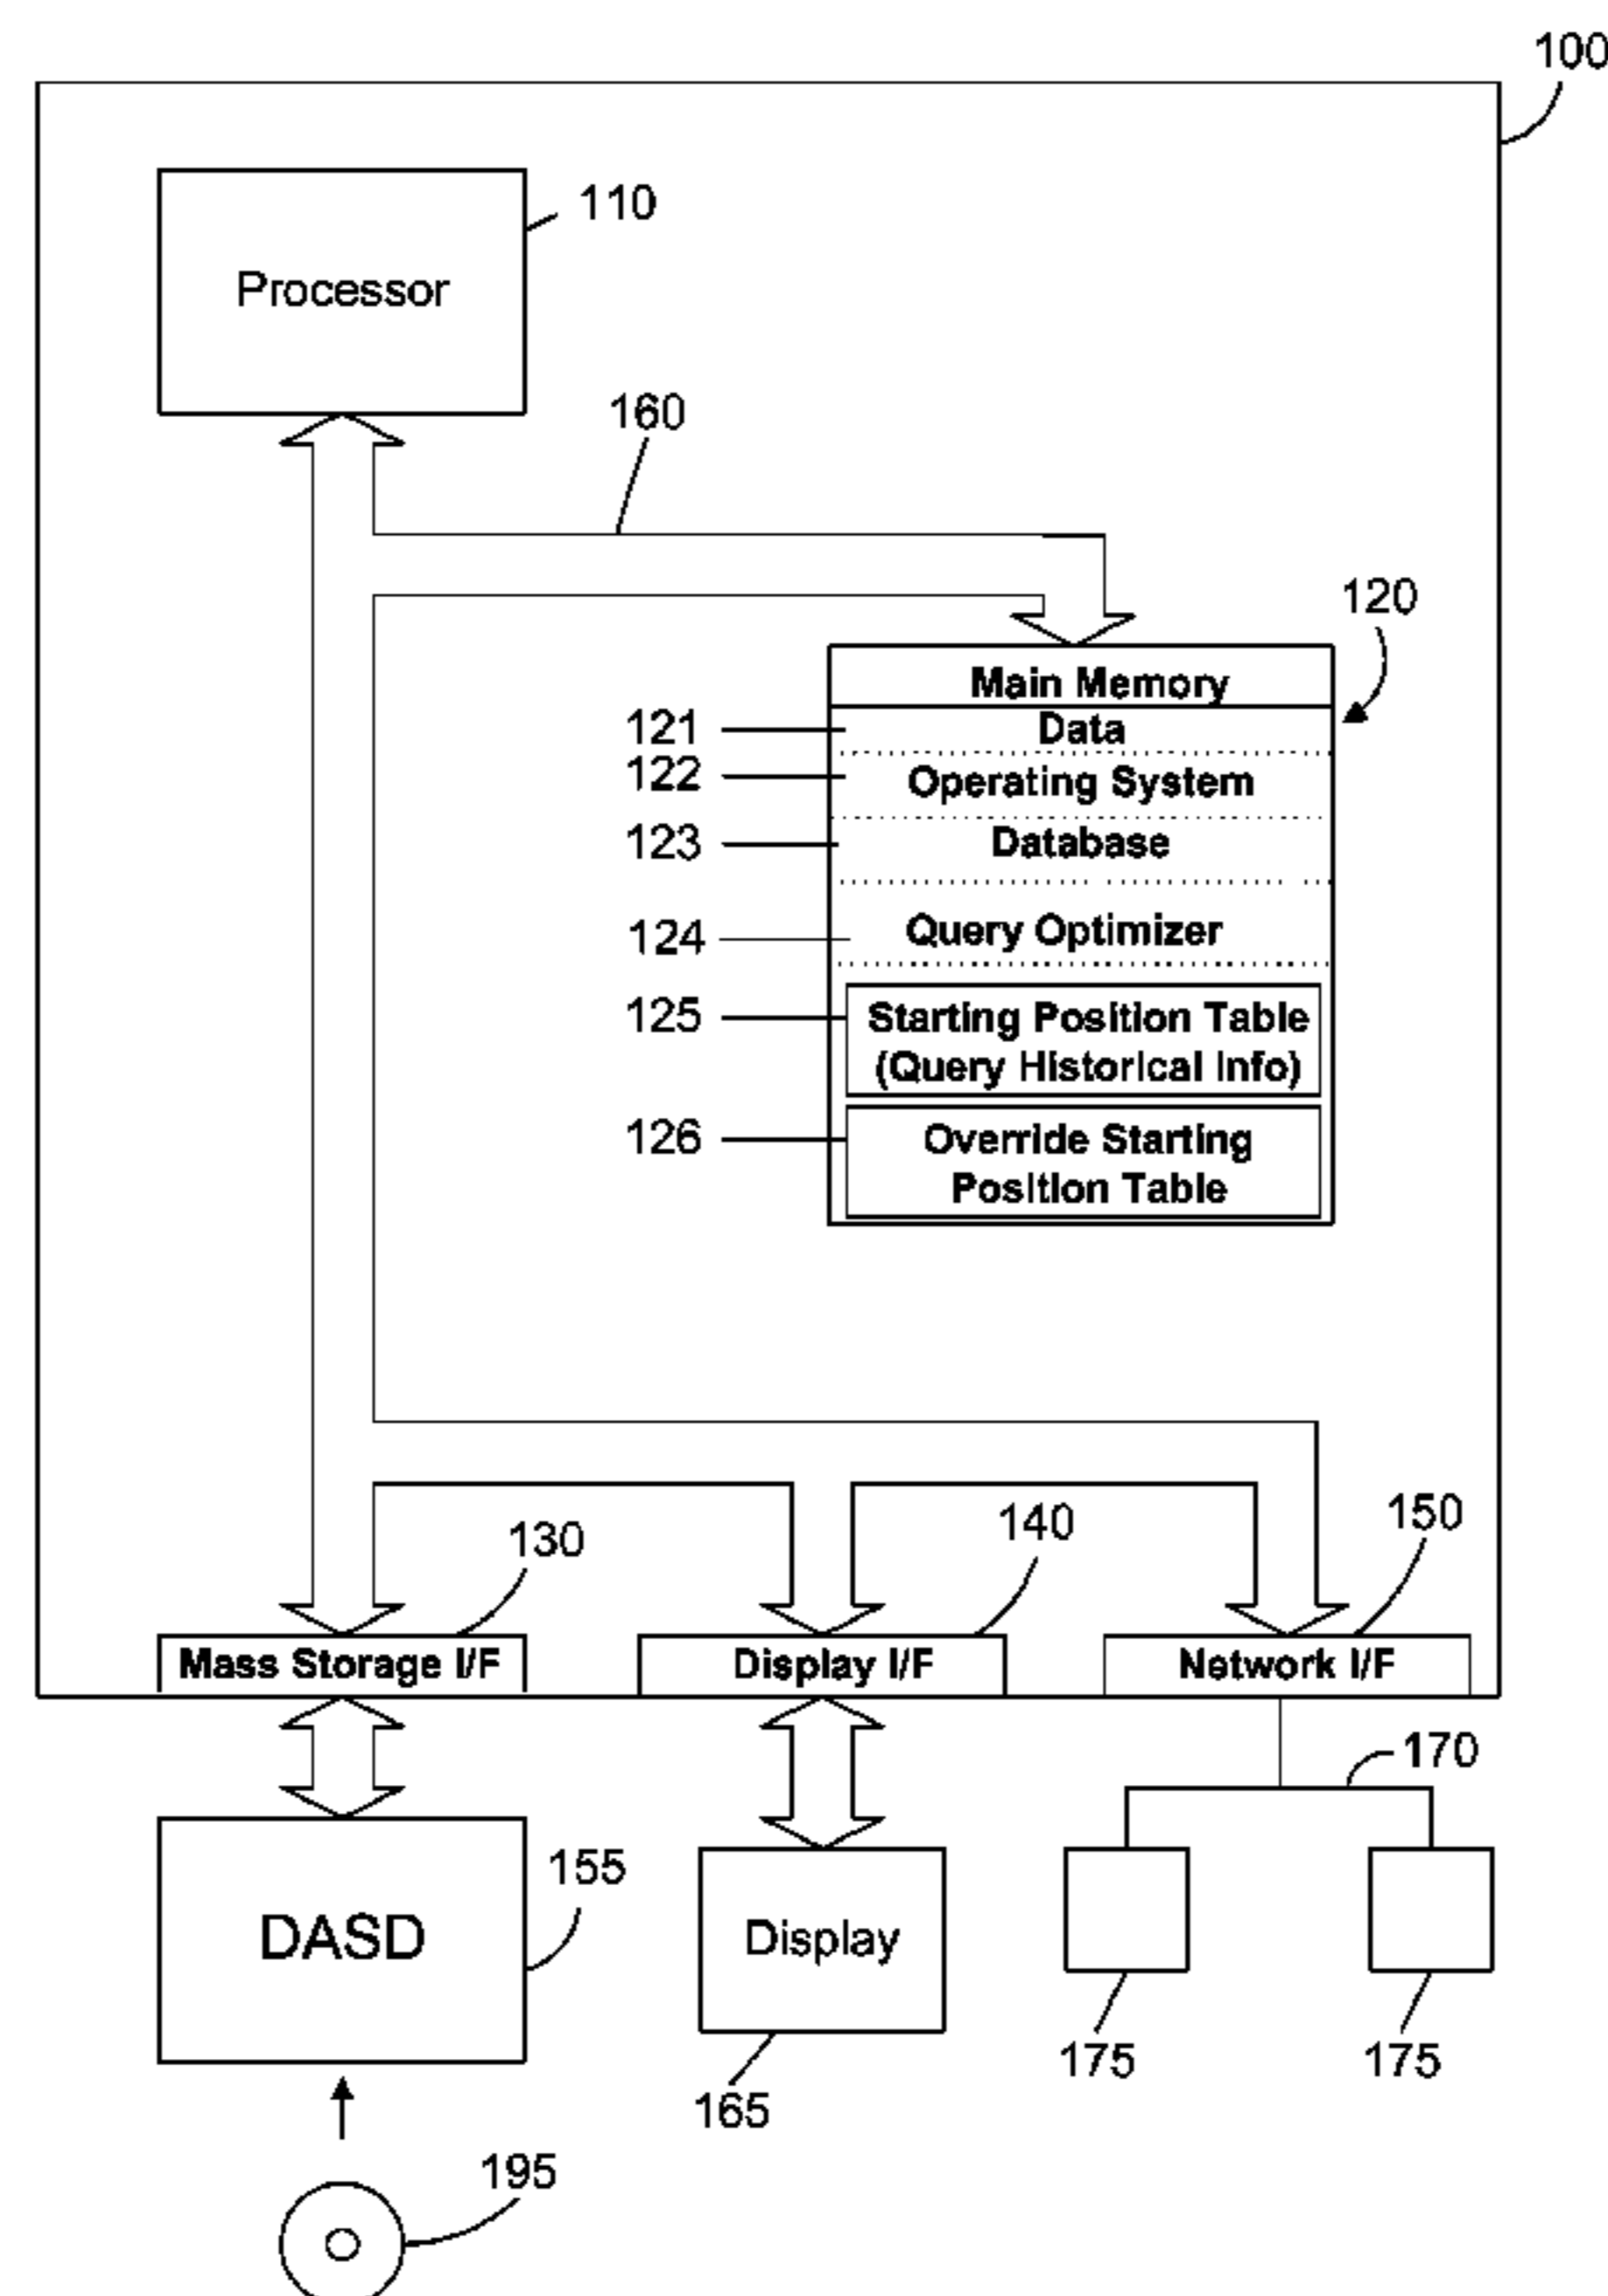 100
110
Processor
160
120
Main Memory
121
Data
122
Operating System
123
Database
124
Query Optimizer
125
Starting Position Table
(Query Historical Info)
126
Override Starting
Position Table
130
140
150
Mass Storage I/F
Display I/F
Network I/F
170
155
DASD
Display
175
175
165
195